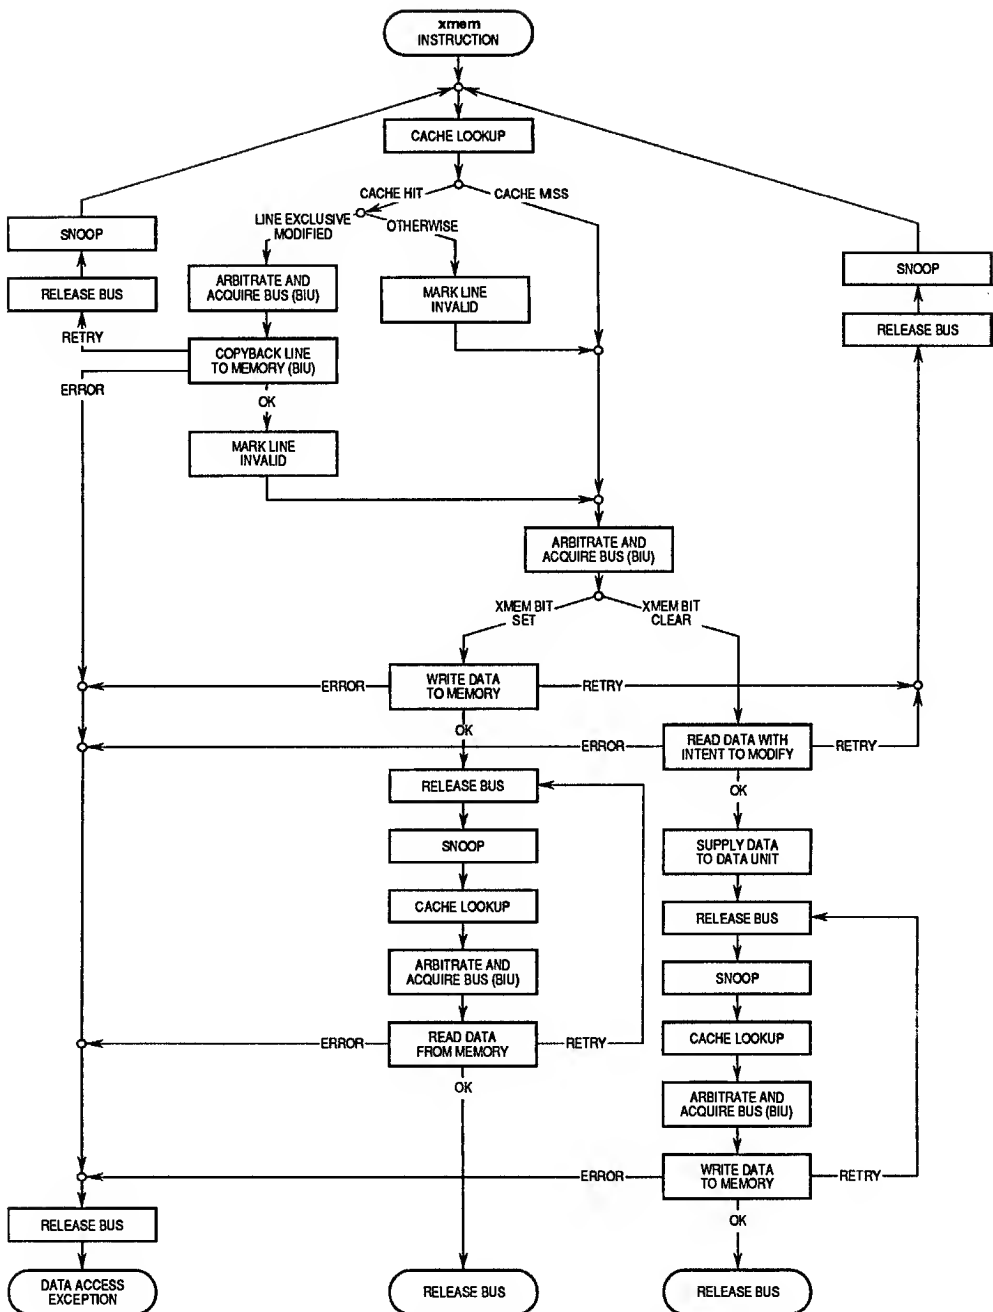 xmem
INSTRUCTION
CACHE LOOKUP
CACHE HIT
CACHE MISS
LINE EXCLUSIVE
MODIFIED
OTHERWISE
SNOOP
RELEASE BUS
RETRY
ERROR
ARBITRATE AND
ACQUIRE BUS (BIU)
COPYBACK LINE
TO MEMORY (BIU)
OK
MARK LINE
INVALID
MARK LINE
INVALID
SNOOP
RELEASE BUS
ARBITRATE AND
ACQUIRE BUS (BIU)
XMEM BIT
SET
XMEM BIT
CLEAR
ERROR
WRITE DATA
TO MEMORY
RETRY
OK
ERROR
READ DATA WITH
INTENT TO MODIFY
RETRY
OK
RELEASE BUS
SNOOP
CACHE LOOKUP
ARBITRATE AND
ACQUIRE BUS (BIU)
ERROR
READ DATA
FROM MEMORY
RETRY
OK
SUPPLY DATA
TO DATA UNIT
RELEASE BUS
SNOOP
CACHE LOOKUP
ARBITRATE AND
ACQUIRE BUS (BIU)
ERROR
WRITE DATA
TO MEMORY
RETRY
OK
RELEASE BUS
DATA ACCESS
EXCEPTION
RELEASE BUS
RELEASE BUS